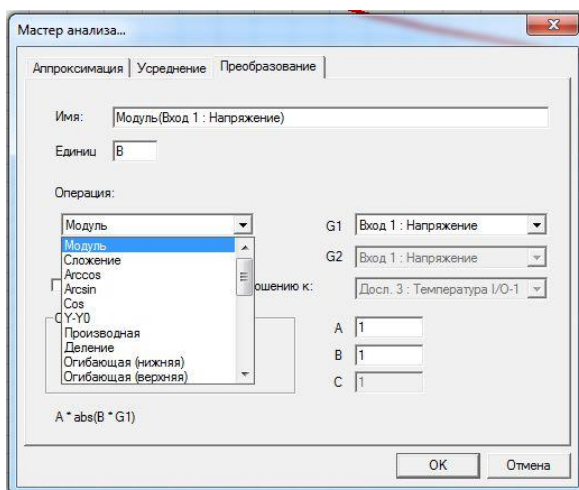 Мастер анализа...
Аппроксимация Усреднение Преобразование
Имя: Модуль(Вход 1 : Напряжение)
Единиц В
Операция:
Модуль G1 Вход 1 : Напряжение
Модуль
Сложение G2 Вход 1 : Напряжение
Arccos
Arcsin ошению к: Досл. 3 : Температура I/O-1
Cos
Y-Y0
Производная A 1
Деление
Огибающая (нижняя) B 1
Огибающая (верхняя) C 1
A * abs(B * G1)
OK Отмена